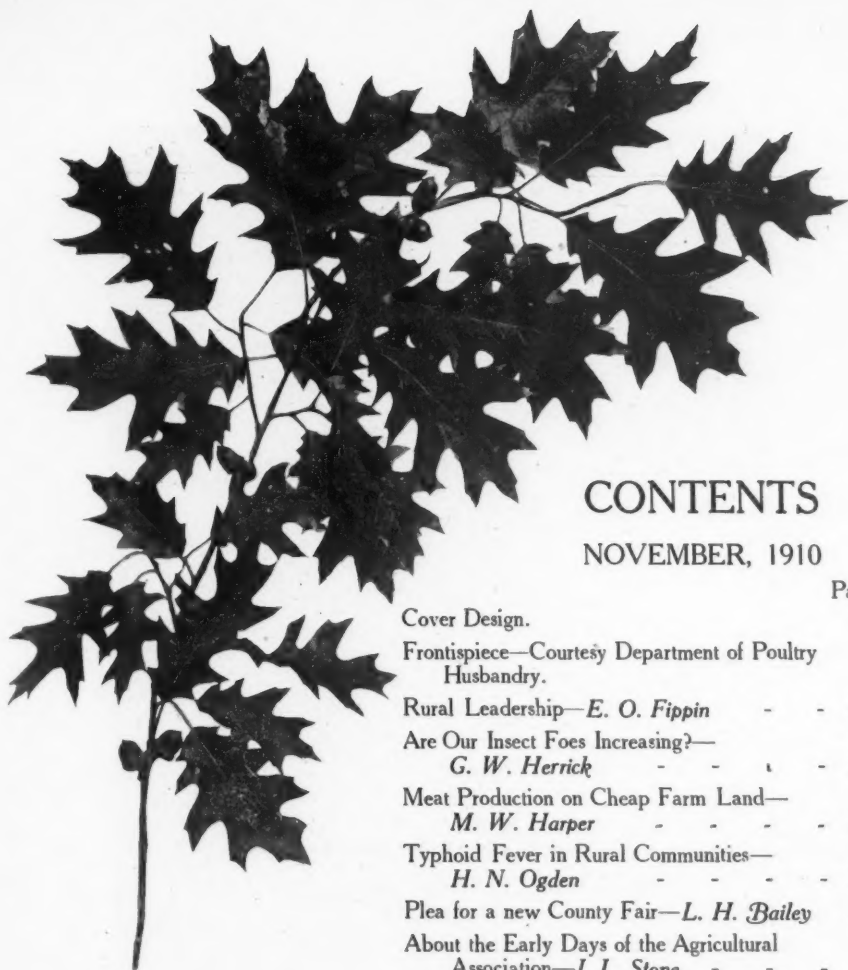 CONTENTS
NOVEMBER, 1910
Cover Design.
Frontispiece—Courtesy Department of Poultry
Husbandry.
Rural Leadership—E. O. Fippin - -
Are Our Insect Foes Increasing?—
G. W. Herrick - - - -
Meat Production on Cheap Farm Land—
M. W. Harper - - - -
Typhoid Fever in Rural Communities—
H. N. Ogden - - - -
Plea for a new County Fair—L. H. Bailey
About the Early Days of the Agricultural